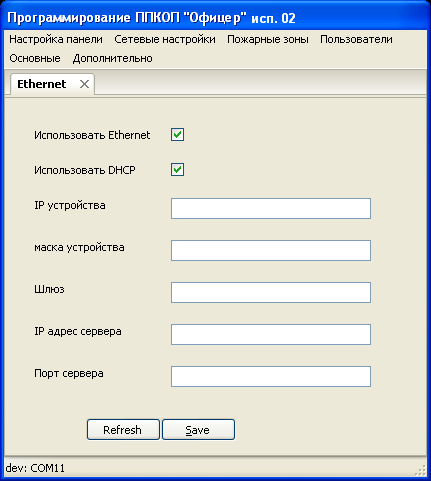 Программирование ППКОП "Офицер" исп. 02
Настройка панели Сетевые настройки Пожарные зоны Пользователи
Основные Дополнительно
Ethernet
Использовать Ethernet
Использовать DHCP
IP устройства
маска устройства
Шлюз
IP адрес сервера
Порт сервера
Refresh Save
dev: COM11